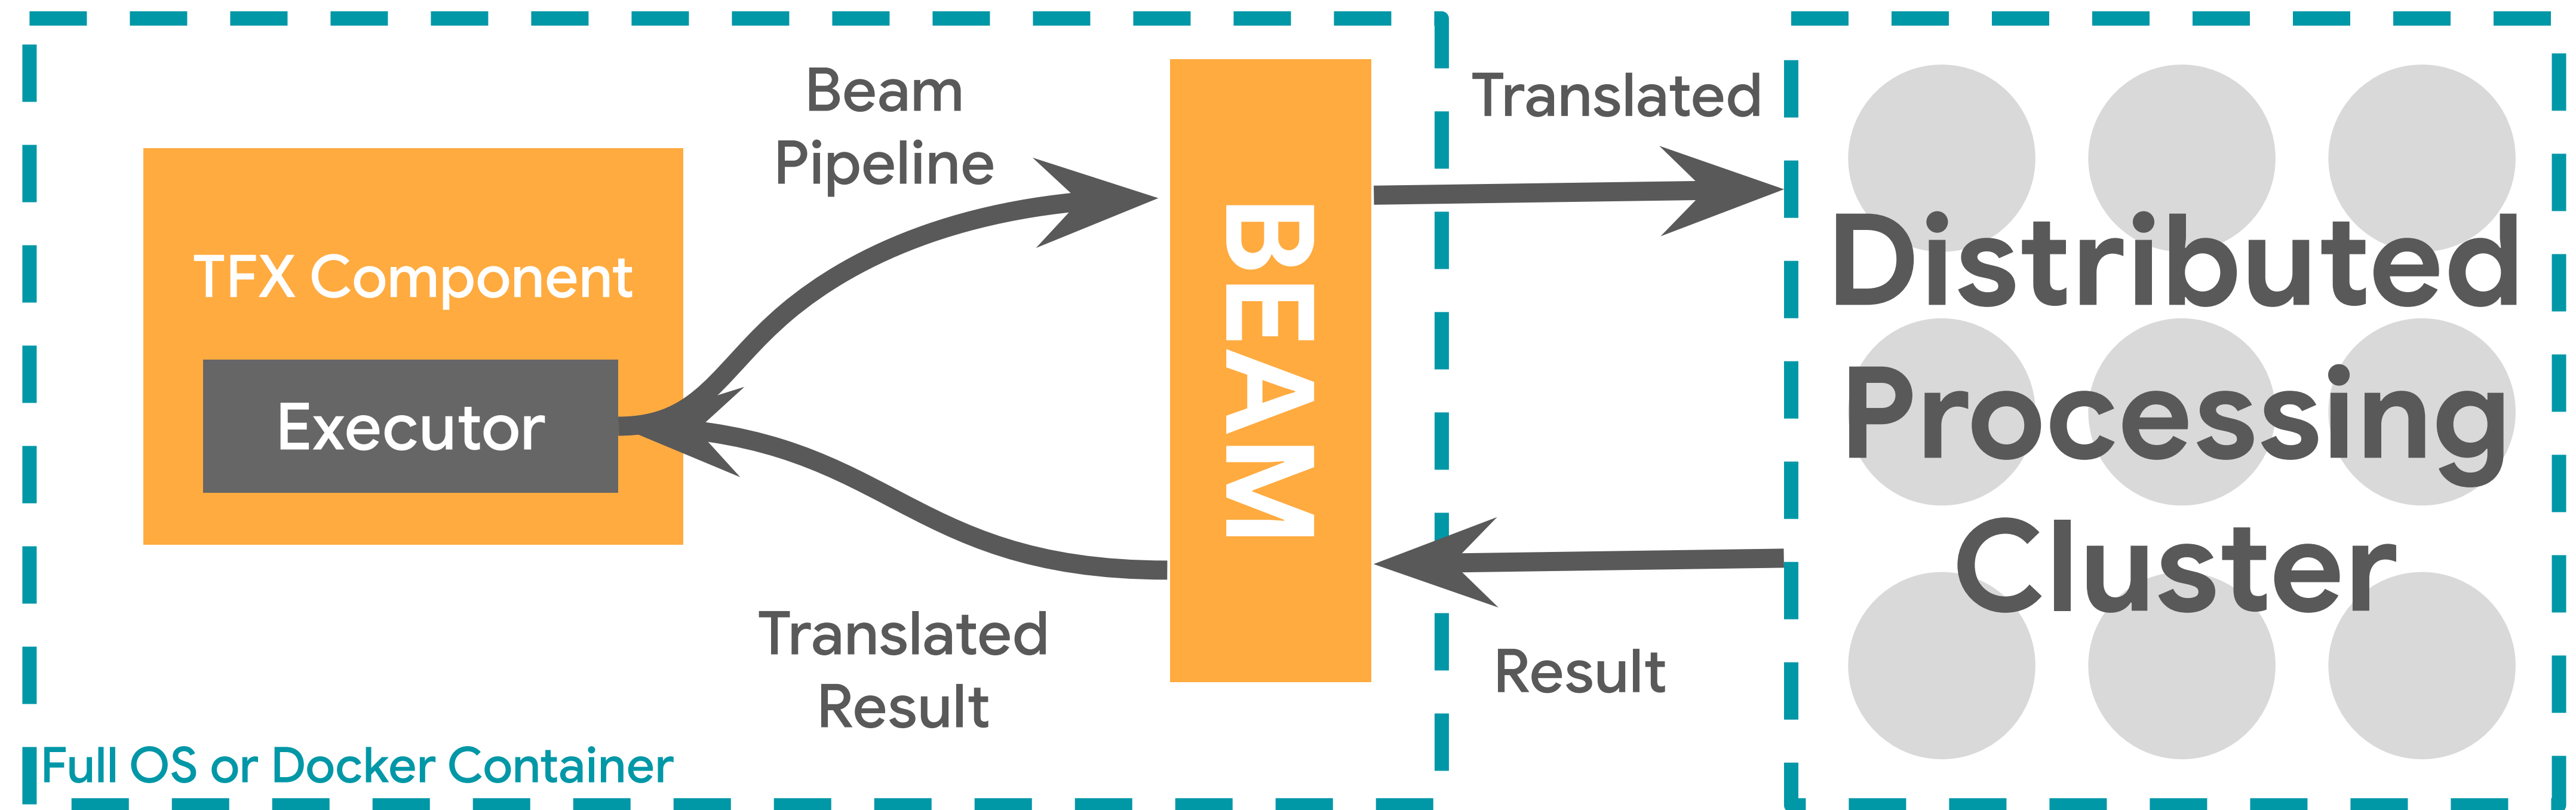 Beam
Pipeline
TFX Component
Executor
BEAM
Translated
Result
Full OS or Docker Container
Translated
Result
Distributed
Processing
Cluster